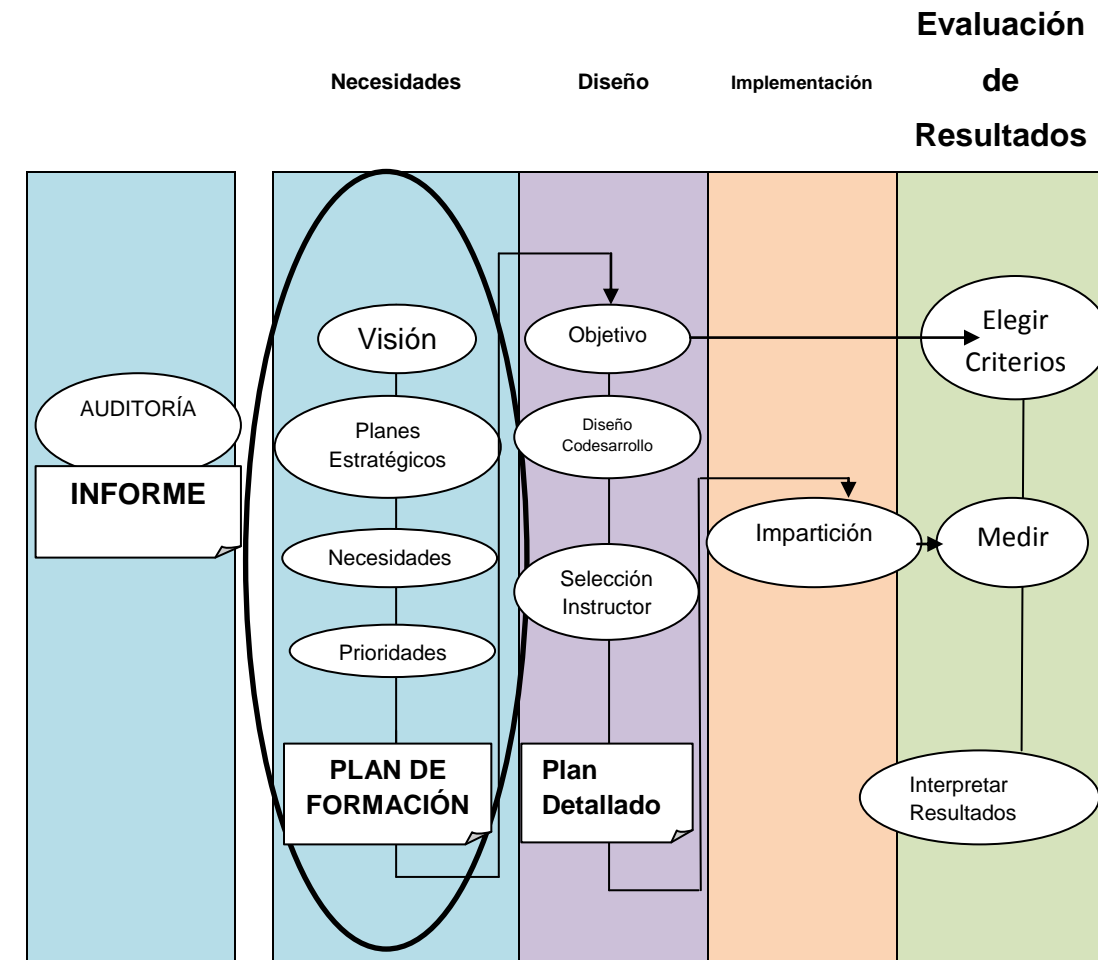 Necesidades
Diseño
Implementación
Evaluación
de
Resultados
AUDITORÍA
INFORME
Visión
Planes
Estratégicos
Necesidades
Prioridades
PLAN DE
FORMACIÓN
Objetivo
Diseño
Codesarrollo
Selección
Instructor
Plan
Detallado
Impartición
Elegir
Criterios
Medir
Interpretar
Resultados